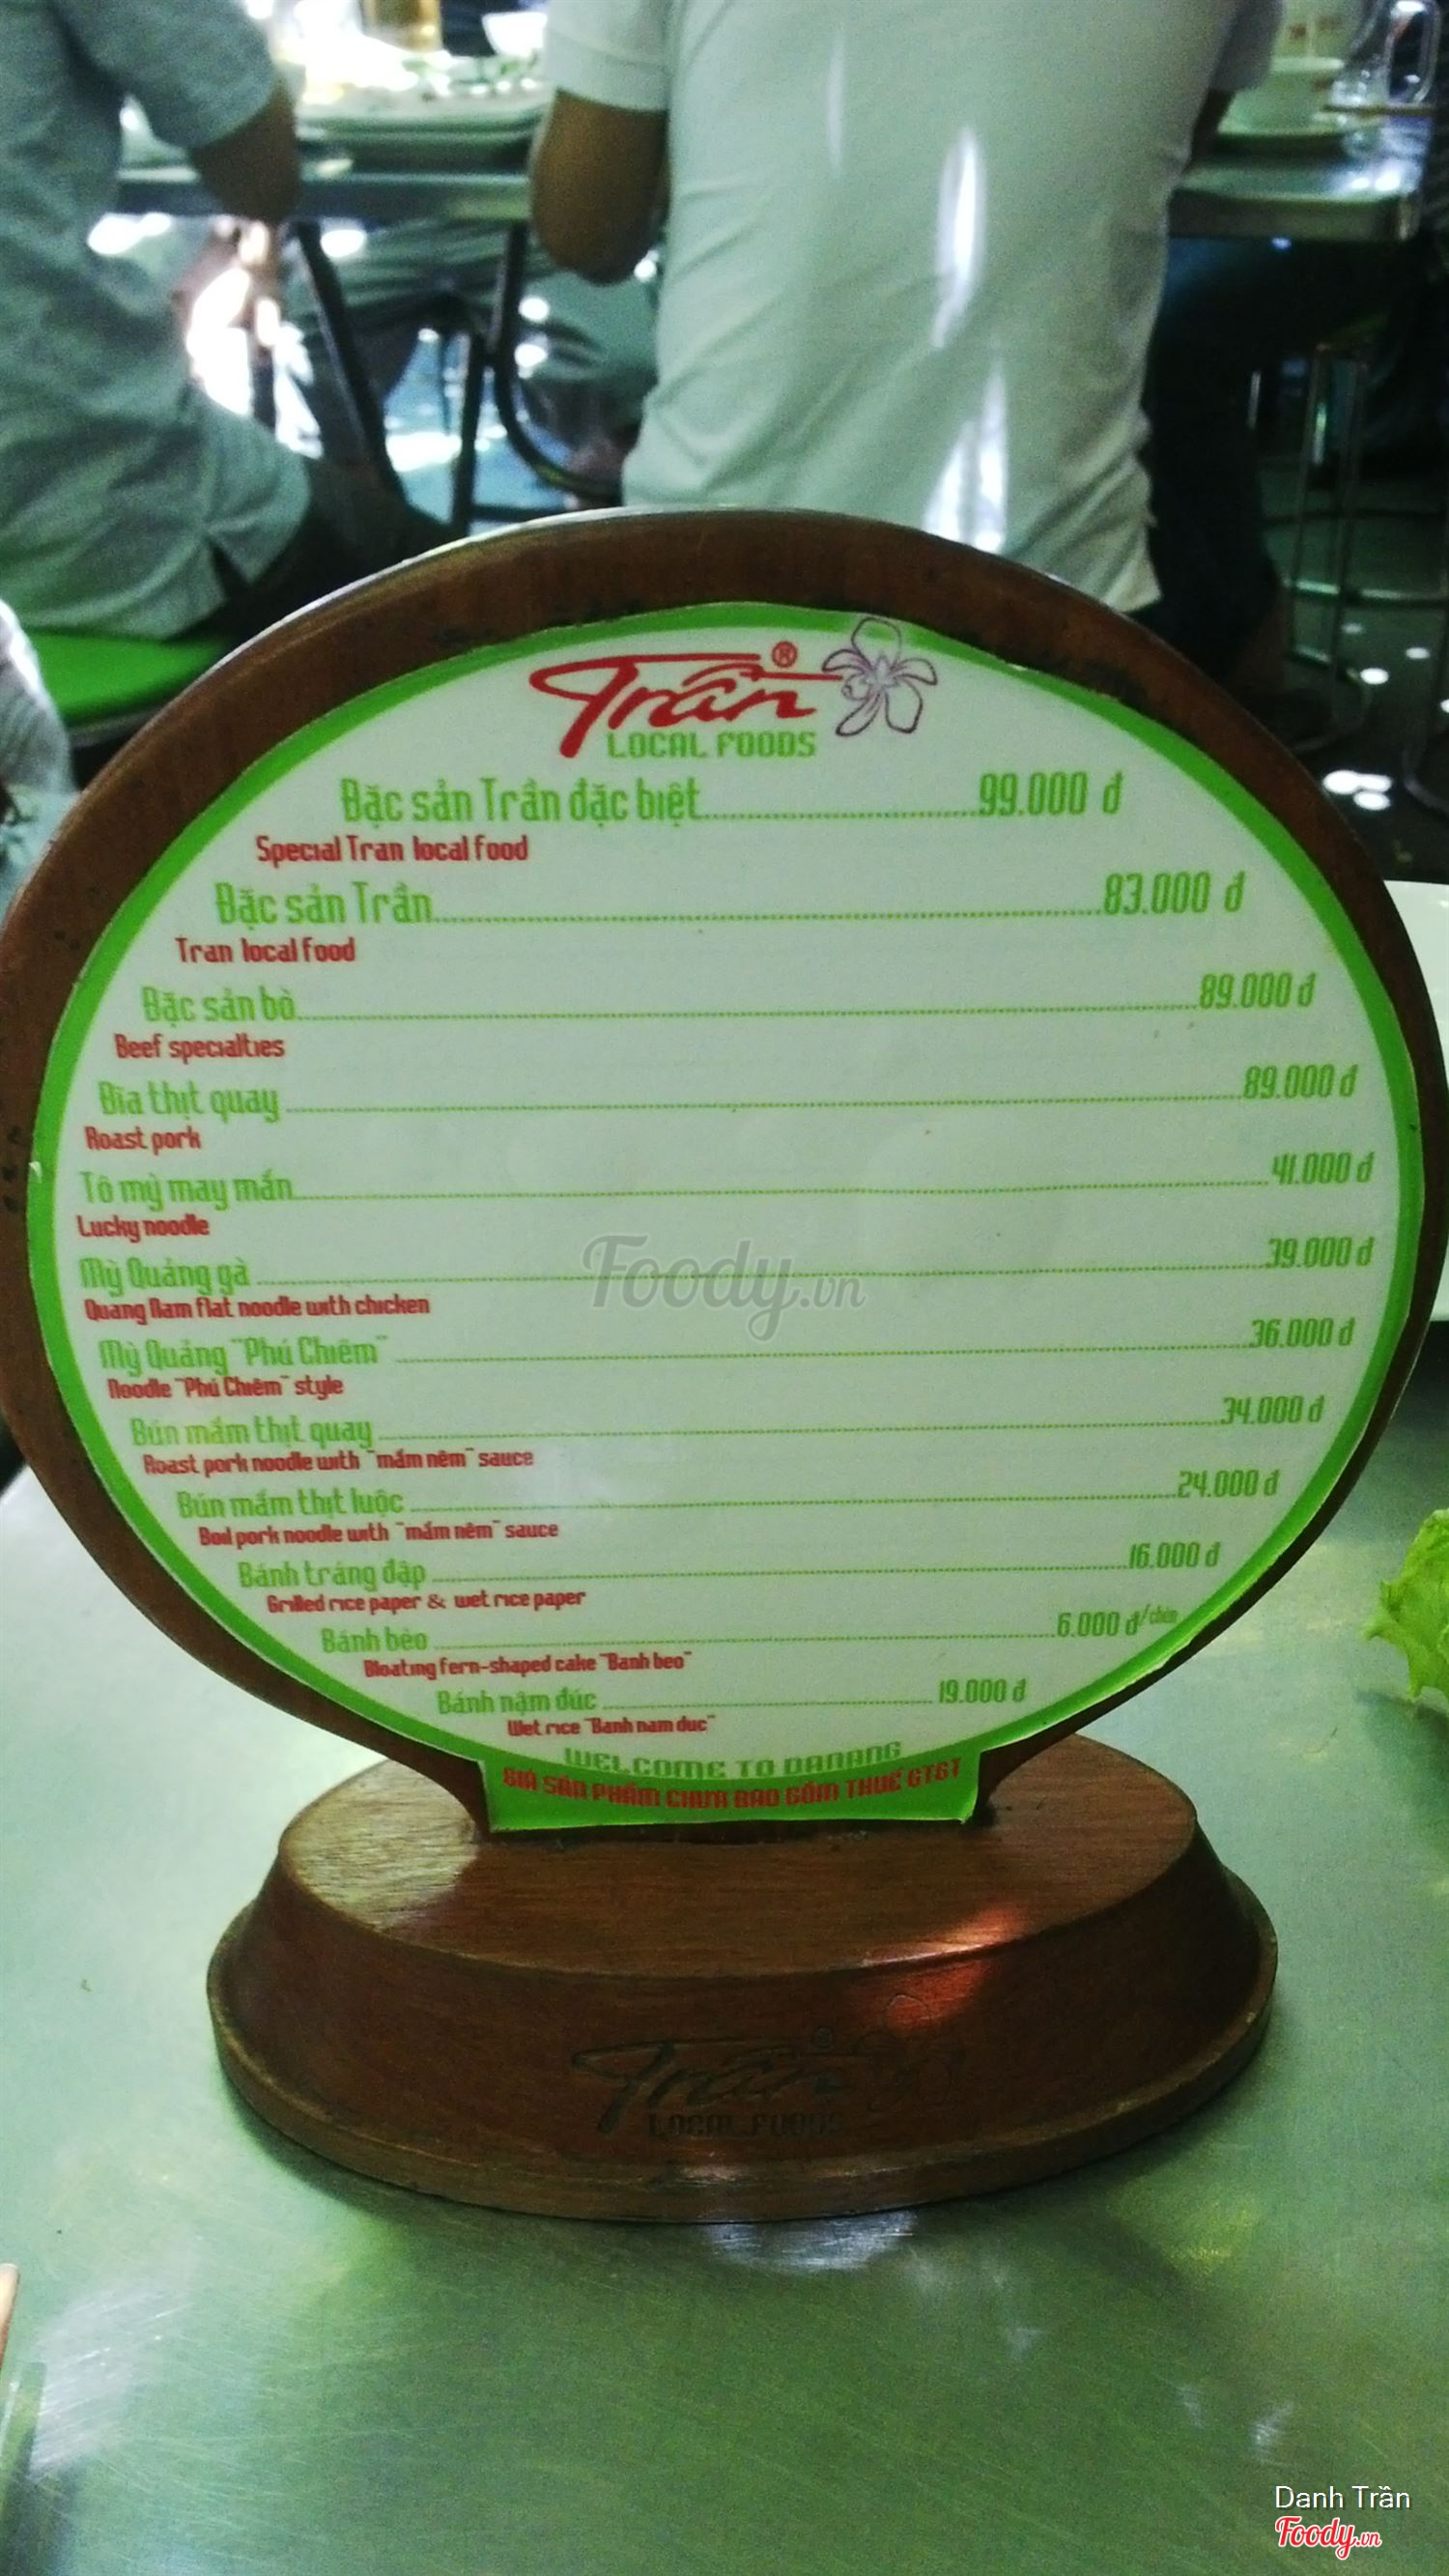 Trần ®
LOCAL FOODS
Đặc sản Trần đặc biệt..........99.000 đ
Special Tran local food
Đặc sản Trần..........83.000 đ
Tran local food
Đặc sản bò..........89.000 đ
Beef specialties
Đĩa thịt quay..........89.000 đ
Roast pork
Tô mỳ may mắn..........41.000 đ
Lucky noodle
Mỳ Quảng gà..........39.000 đ
Quang Nam flat noodle with chicken
Mỳ Quảng "Phú Chiêm"..........36.000 đ
Noodle "Phú Chiêm" style
Bún mắm thịt quay..........34.000 đ
Roast pork noodle with "mắm nêm" sauce
Bún mắm thịt luộc..........24.000 đ
Boil pork noodle with "mắm nêm" sauce
Bánh tráng đập..........16.000 đ
Grilled rice paper & wet rice paper
Bánh bèo..........6.000 đ/chén
Bloating fern-shaped cake "Banh beo"
Bánh nậm đúc..........19.000 đ
Wet rice "Banh nam duc"
WELCOME TO DANANG
GIÁ SẢN PHẨM CHƯA BAO GỒM THUẾ GTGT
Foody.vn
Trần ®
LOCAL FOODS
Danh Trần
Foody.vn